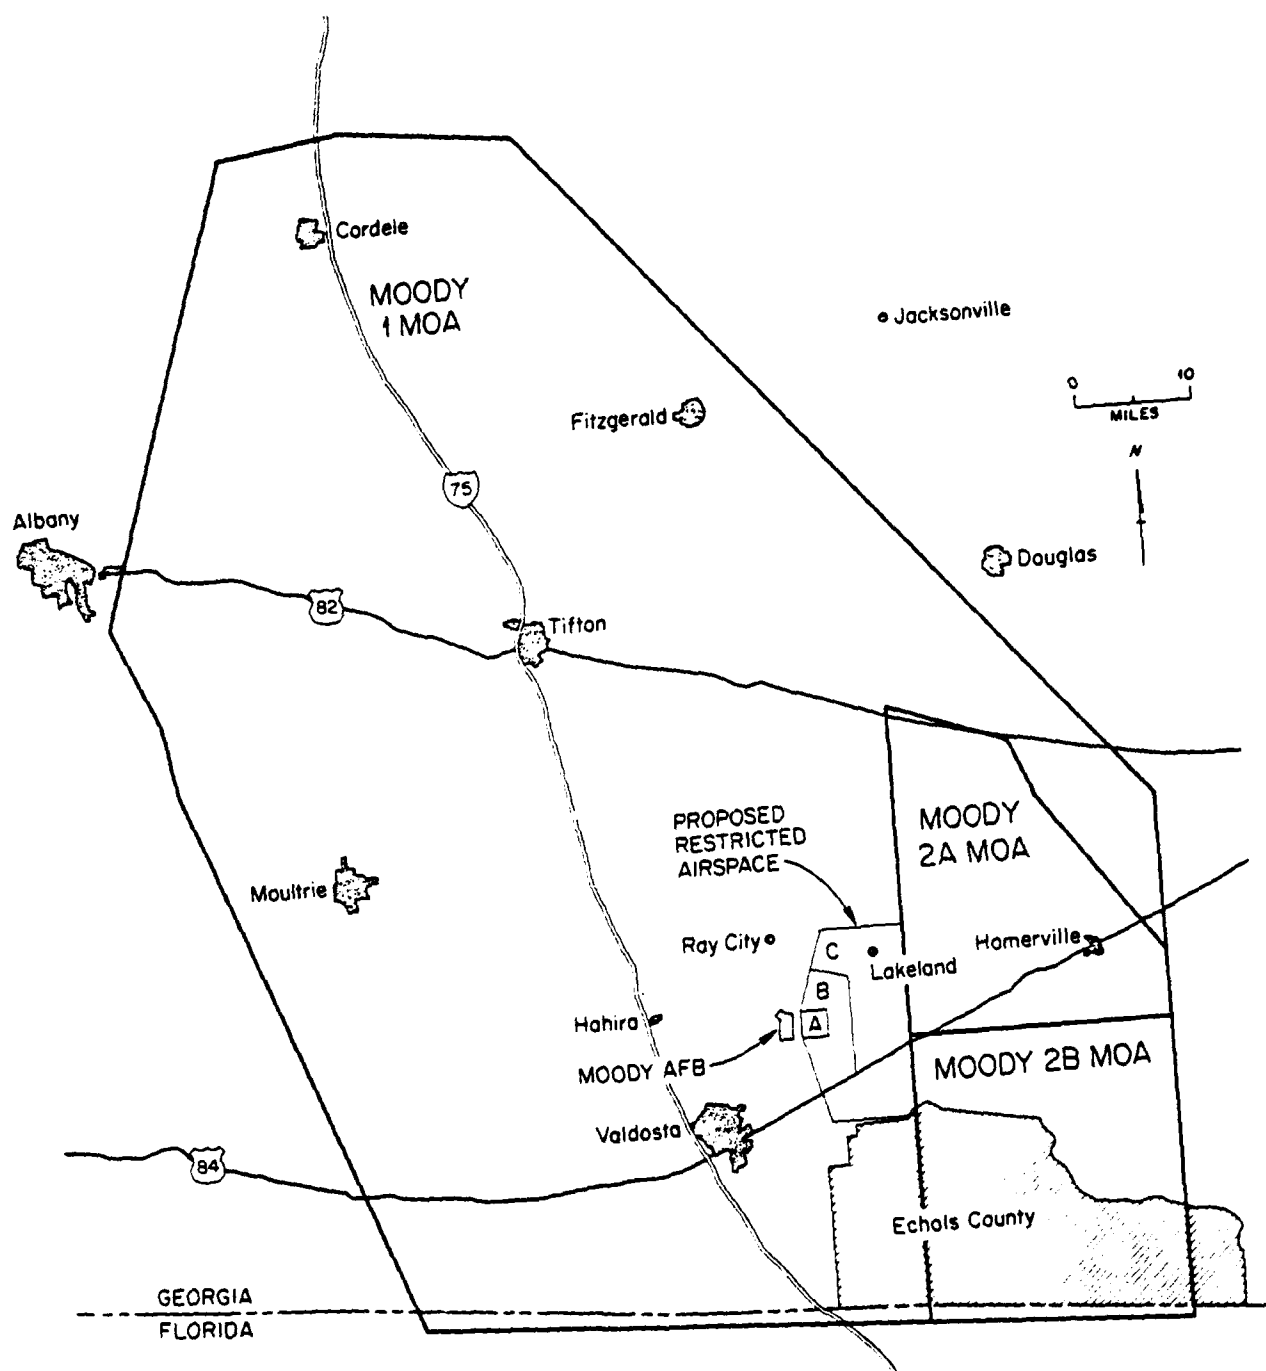 Cordele
MOODY
1 MOA
Jacksonville
0
10
MILES
Fitzgerald
N
75
Albany
Douglas
82
Tifton
PROPOSED
RESTRICTED
AIRSPACE
MOODY
2A MOA
Moultrie
Ray City
C
Lakeland
Homerville
B
A
Hahira
MOODY AFB
MOODY 2B MOA
Valdosta
84
Echols County
GEORGIA
FLORIDA